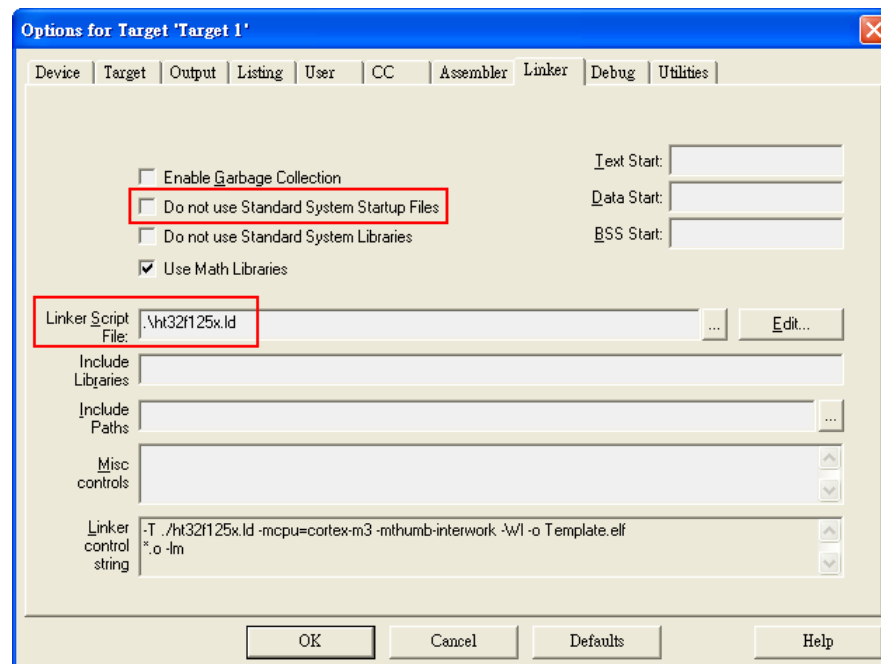 Options for Target 'Target 1'
Device Target Output Listing User CC Assembler Linker Debug Utilities
Enable Garbage Collection
Do not use Standard System Startup Files
Do not use Standard System Libraries
Use Math Libraries
Text Start:
Data Start:
BSS Start:
Linker Script
File:
.\ht32f125x.ld
...
Edit...
Include
Libraries
Include
Paths
...
Misc
controls
Linker
control
string
-T ./ht32f125x.ld -mcpu=cortex-m3 -mthumb-interwork -Wl -o Template.elf
*.o -lm
OK Cancel Defaults Help